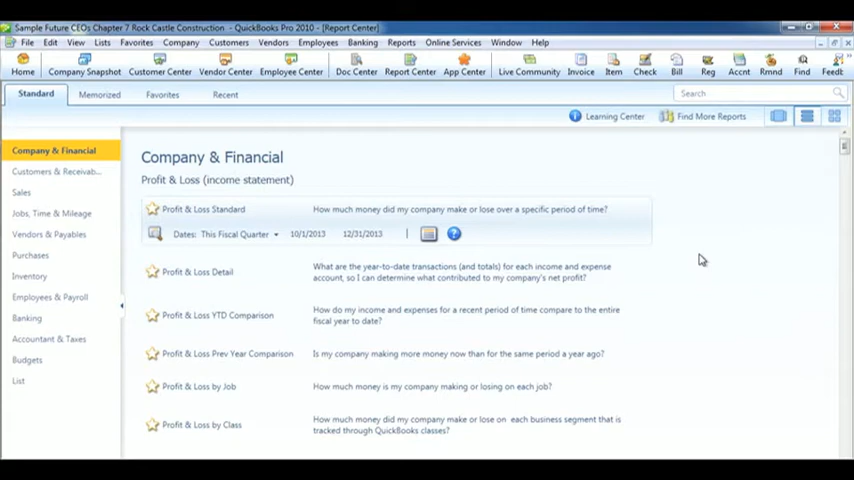 Sample Future CEOs Chapter 7 Rock Castle Construction - QuickBooks Pro 2010 - [Report Center]
File Edit View Lists Favorites Company Customers Vendors Employees Banking Reports Online Services Window Help
Home Company Snapshot Customer Center Vendor Center Employee Center Doc Center Report Center App Center Live Community Invoice Item Check Bill Reg Accnt Rmnd Find Feedb
Standard Memorized Favorites Recent Search
Learning Center Find More Reports
Company & Financial
Customers & Receivab...
Sales
Jobs, Time & Mileage
Vendors & Payables
Purchases
Inventory
Employees & Payroll
Banking
Accountant & Taxes
Budgets
List
Company & Financial
Profit & Loss (income statement)
Profit & Loss Standard How much money did my company make or lose over a specific period of time?
Dates: This Fiscal Quarter 10/1/2013 12/31/2013
Profit & Loss Detail What are the year-to-date transactions (and totals) for each income and expense
account, so I can determine what contributed to my company's net profit?
Profit & Loss YTD Comparison How do my income and expenses for a recent period of time compare to the entire
fiscal year to date?
Profit & Loss Prev Year Comparison Is my company making more money now than for the same period a year ago?
Profit & Loss by Job How much money is my company making or losing on each job?
Profit & Loss by Class How much money did my company make or lose on each business segment that is
tracked through QuickBooks classes?